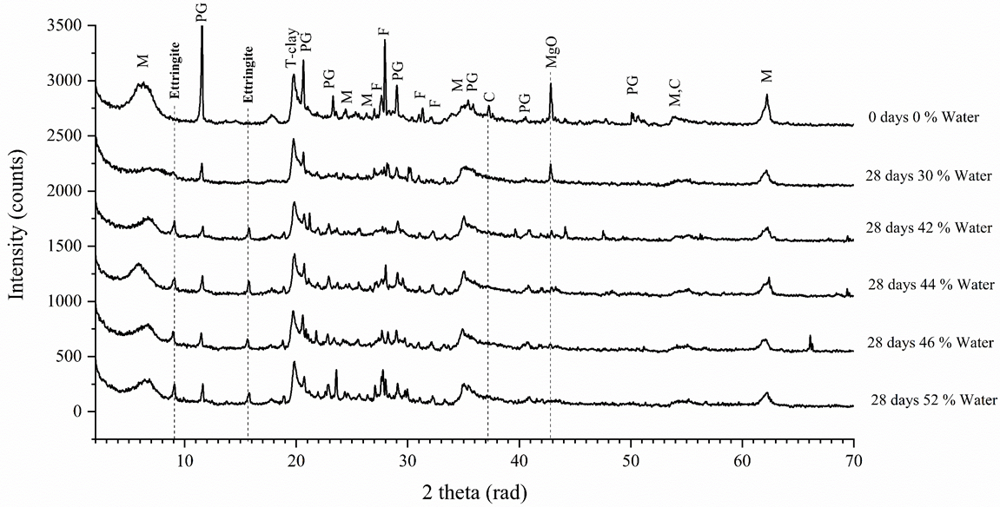 3500
3000
2500
2000
1500
1000
500
0
Intensity (counts)
M
Ettringite
PG
Ettringite
T-clay
PG
PG
M
M
F
F
PG
F
F
M
PG
C
PG
MgO
PG
M,C
M
0 days 0 % Water
28 days 30 % Water
28 days 42 % Water
28 days 44 % Water
28 days 46 % Water
28 days 52 % Water
10
20
30
40
50
60
70
2 theta (rad)